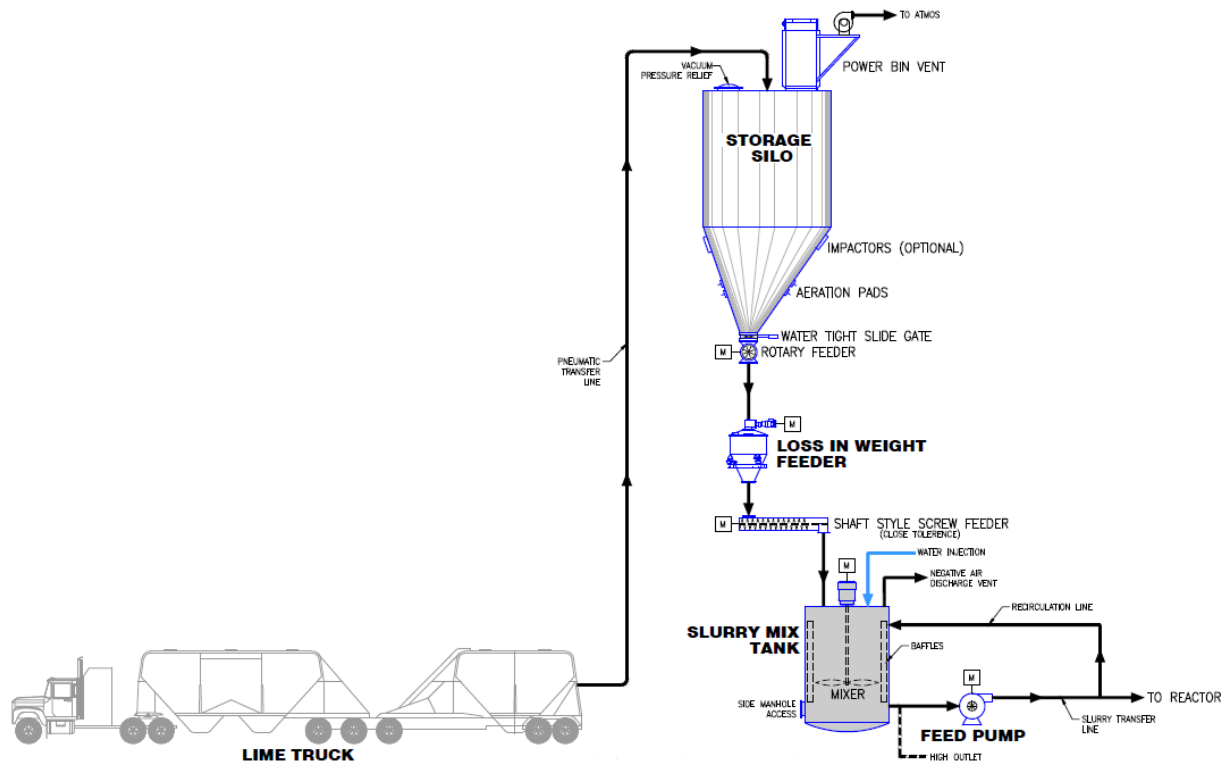 TO ATMOS
POWER BIN VENT
VACUUM
PRESSURE RELIEF
STORAGE
SILO
IMPACTORS (OPTIONAL)
AERATION PADS
WATER TIGHT SLIDE GATE
M
ROTARY FEEDER
PNEUMATIC
TRANSFER
LINE
M
LOSS IN WEIGHT
FEEDER
M
SHAFT STYLE SCREW FEEDER
(CLOSE TOLERENCE)
WATER INJECTION
M
NEGATIVE AIR
DISCHARGE VENT
RECIRCULATION LINE
SLURRY MIX
TANK
BAFFLES
MIXER
M
SIDE MANHOLE
ACCESS
TO REACTOR
SLURRY TRANSFER
LINE
FEED PUMP
HIGH OUTLET
LIME TRUCK